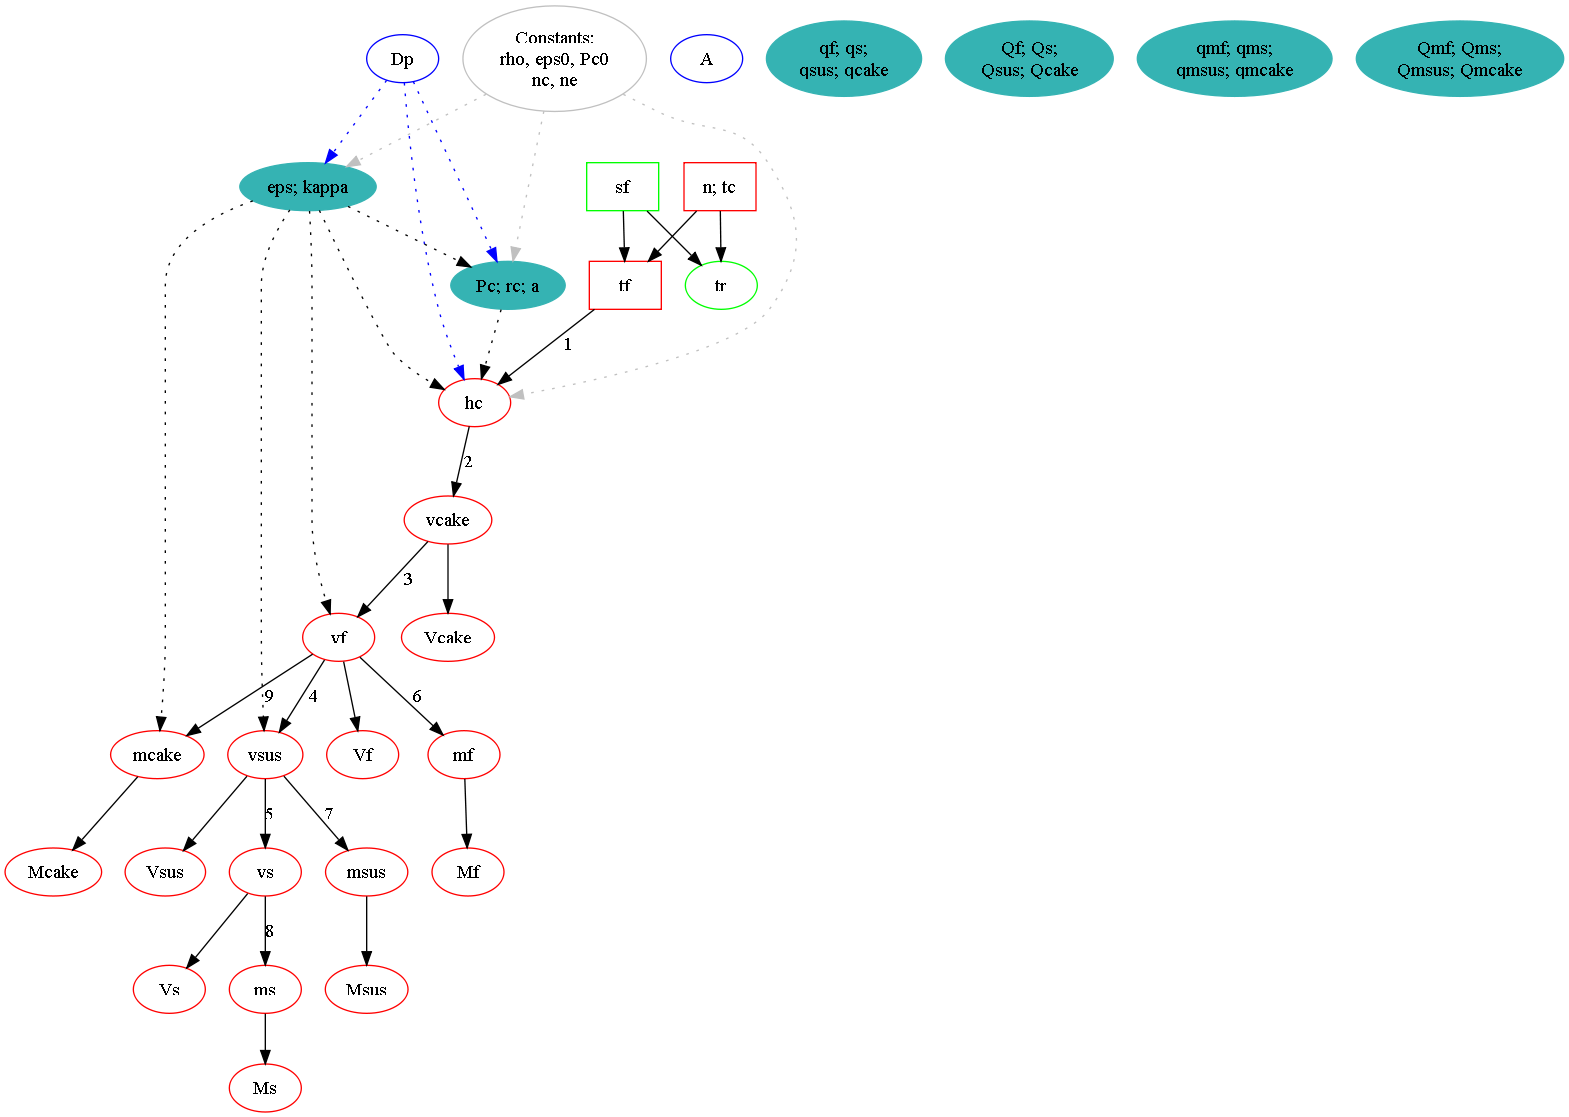 Dp
Constants:
rho, eps0, Pc0
nc, ne
A
qf; qs;
qsus; qcake
Qf; Qs;
Qsus; Qcake
qmf; qms;
qmsus; qmcake
Qmf; Qms;
Qmsus; Qmcake
eps; kappa
sf
n; tc
Pc; rc; a
tf
tr
1
hc
2
vcake
3
vf
Vcake
9
4
6
mcake
vsus
Vf
mf
5
7
Mcake
Vsus
vs
msus
Mf
8
Vs
ms
Msus
Ms